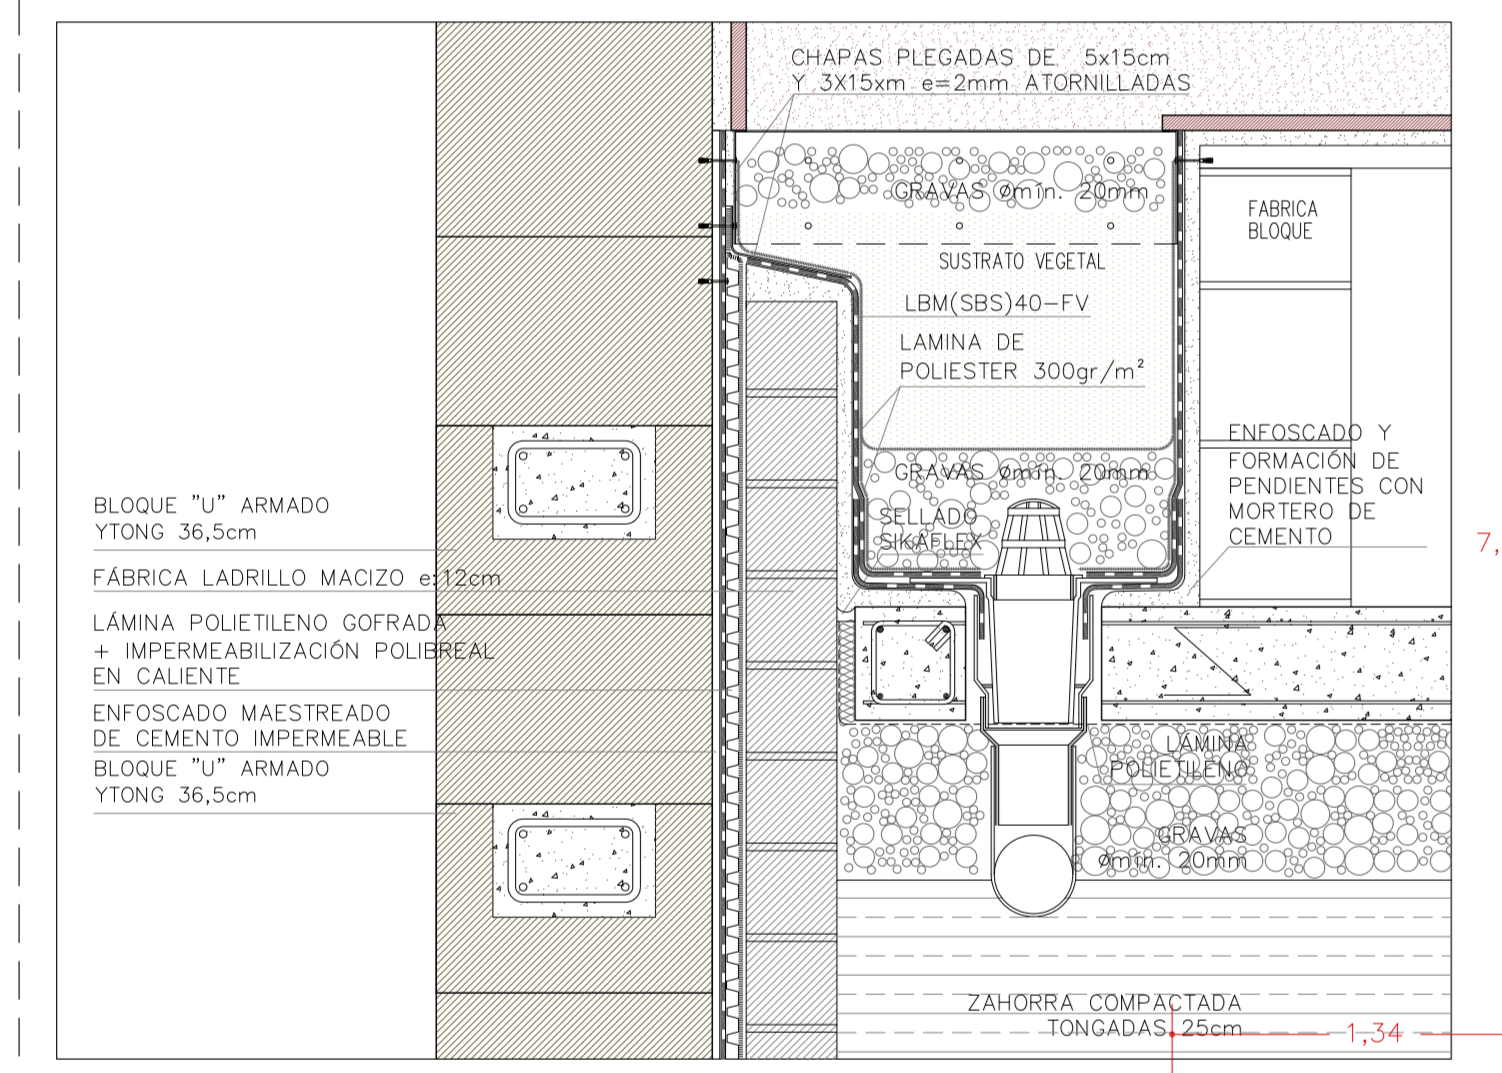 CHAPAS PLEGADAS DE 5x15cm
Y 3X15xm e=2mm ATORNILLADAS
GRAVAS Ømín. 20mm
FABRICA
BLOQUE
SUSTRATO VEGETAL
LBM(SBS)40-FV
LAMINA DE
POLIESTER 300gr/m²
GRAVAS Ømín. 20mm
SELLADO
SIKAFLEX
ENFOSCADO Y
FORMACIÓN DE
PENDIENTES CON
MORTERO DE
CEMENTO
7,
BLOQUE "U" ARMADO
YTONG 36,5cm
FÁBRICA LADRILLO MACIZO e:12cm
LÁMINA POLIETILENO GOFRADA
+ IMPERMEABILIZACIÓN POLIBREAL
EN CALIENTE
ENFOSCADO MAESTREADO
DE CEMENTO IMPERMEABLE
BLOQUE "U" ARMADO
YTONG 36,5cm
LÁMINA
POLIETILENO
GRAVAS
Ømín. 20mm
ZAHORRA COMPACTADA
TONGADAS 25cm
1,34